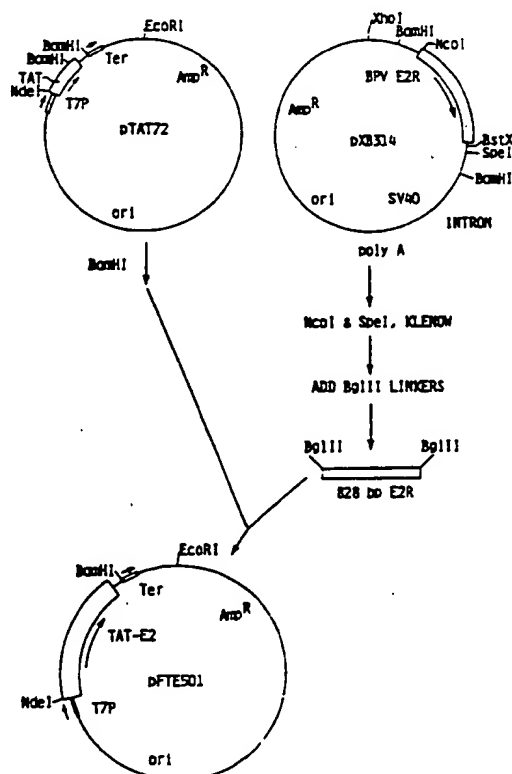 EcoRI
BamHI
BamHI
Ter
TAT
NdeI
T7P
AmpR
pTAT72
ori
BamHI
XhoI
BamHI
NcoI
BPV E2R
AmpR
pXB314
BstX
SpeI
BamHI
ori
SV40
INTRON
poly A
NcoI & SpeI, KLENOW
ADD BglII LINKERS
BglII
BglII
828 bp E2R
EcoRI
BamHI
Ter
AmpR
TAT-E2
pFTE501
NdeI
T7P
ori